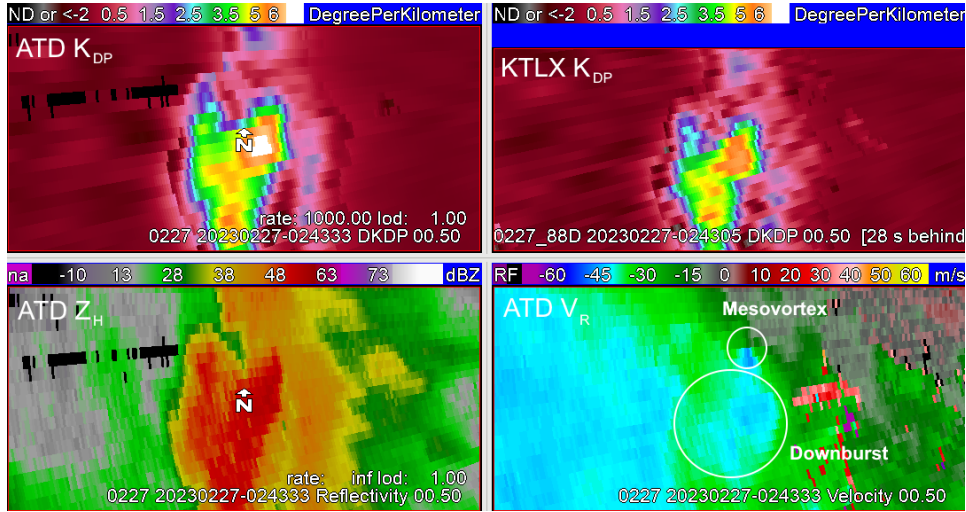 ND or <-2 0.5 1.5 2.5 3.5 5 6 DegreePerKilometer
ATD KDP
N
rate: 1000.00 lod: 1.00
0227 20230227-024333 DKDP 00.50
ND or <-2 0.5 1.5 2.5 3.5 5 6 DegreePerKilometer
KTLX KDP
0227_88D 20230227-024305 DKDP 00.50 [28 s behind
na -10 13 28 38 48 63 73 dBZ
ATD ZH
N
rate: inf lod: 1.00
0227 20230227-024333 Reflectivity 00.50
RF -60 -45 -30 -15 0 10 20 30 40 50 60 m/s
ATD VR
Mesovortex
Downburst
0227 20230227-024333 Velocity 00.50